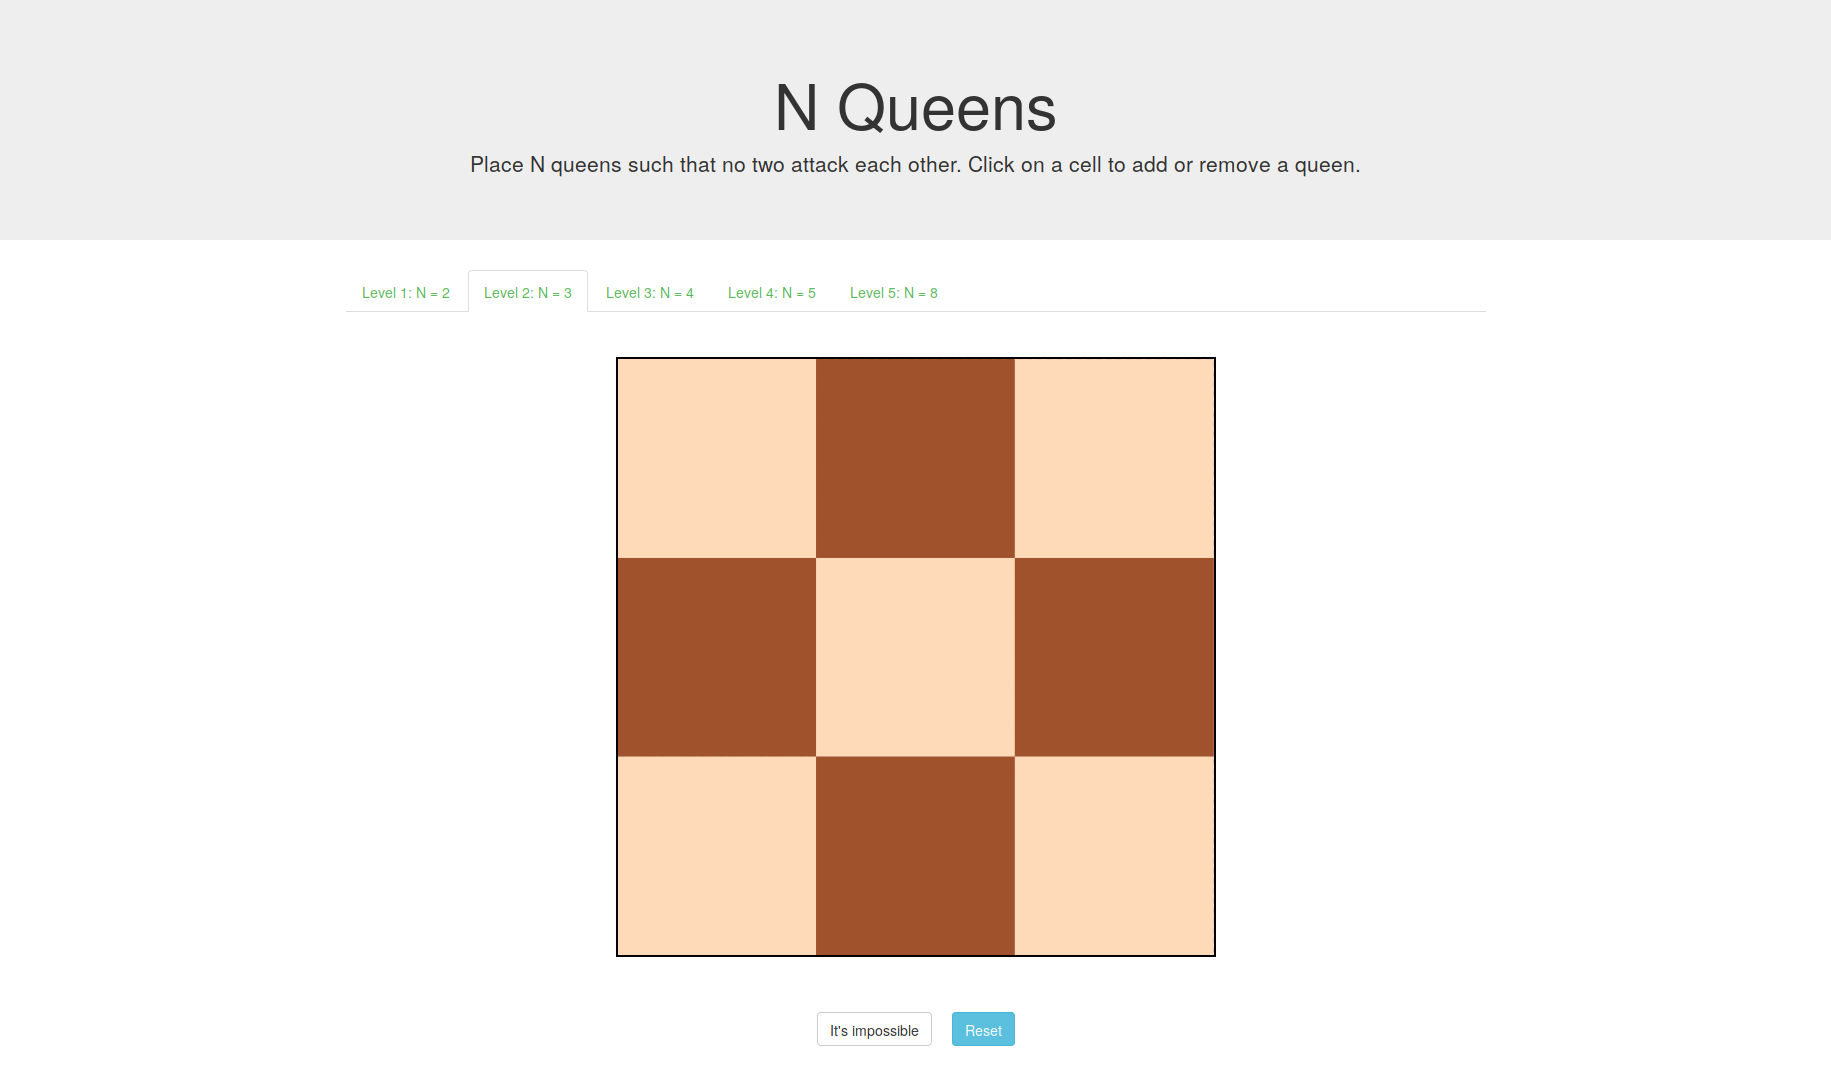 N Queens
Place N queens such that no two attack each other. Click on a cell to add or remove a queen.
Level 1: N = 2
Level 2: N = 3
Level 3: N = 4
Level 4: N = 5
Level 5: N = 8
It's impossible
Reset